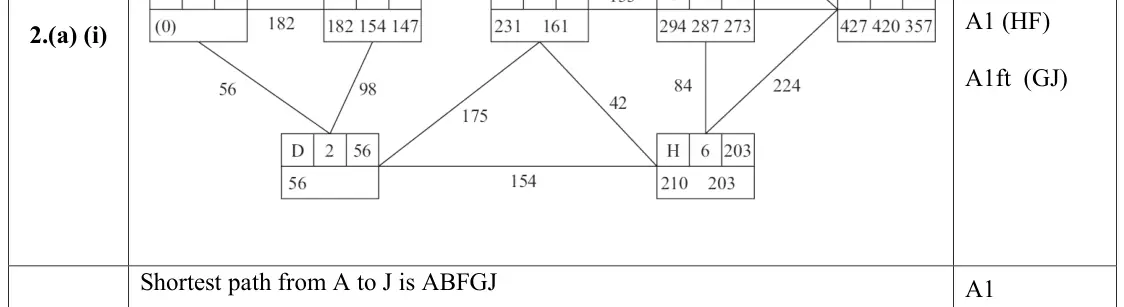 2.(a) (i)
(0)
182
182 154 147
231 161
294 287 273
427 420 357
A1 (HF)
A1ft (GJ)
56
98
175
42
84
224
D 2 56
56
154
H 6 203
210 203
Shortest path from A to J is ABFGJ
A1